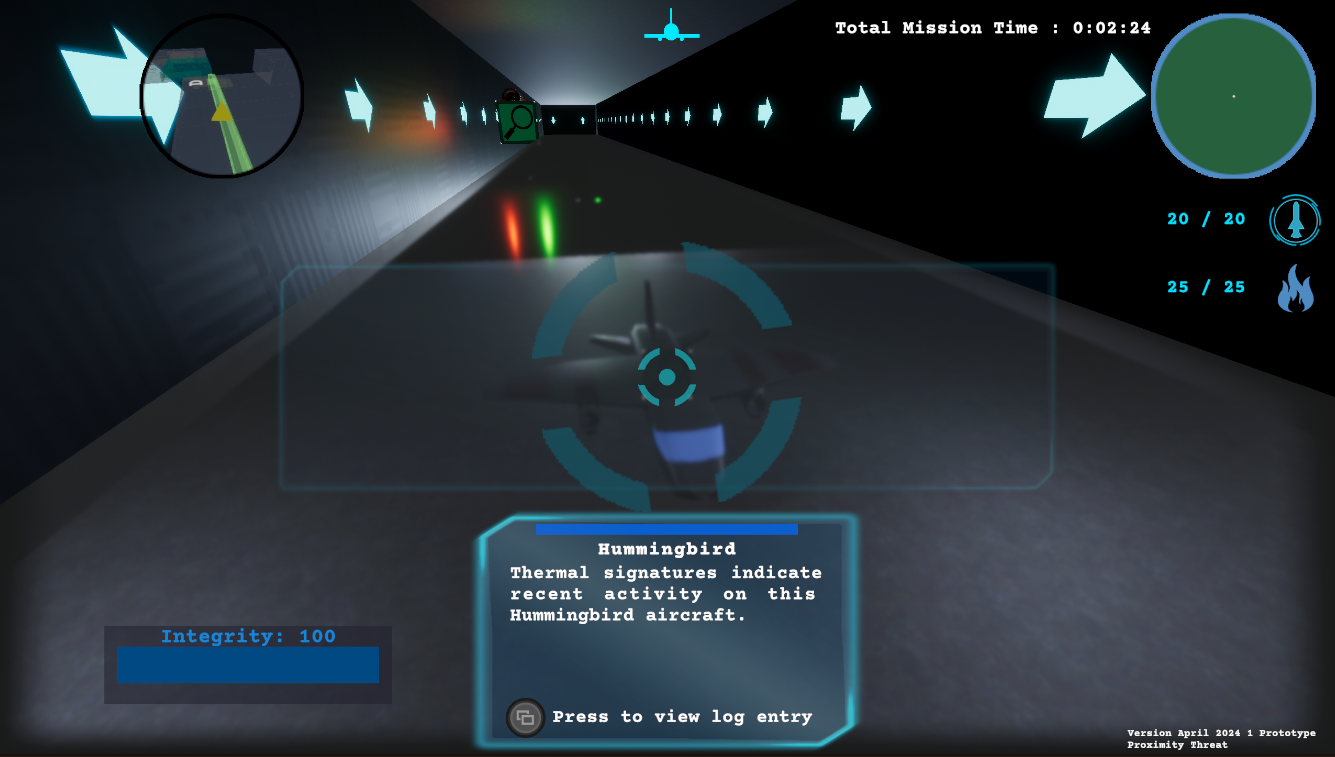 Total Mission Time : 0:02:24
20 / 20
25 / 25
Hummingbird
Thermal signatures indicate
recent activity on this
Hummingbird aircraft.
Integrity: 100
Press to view log entry
Version April 2024 1 Prototype
Proximity Threat